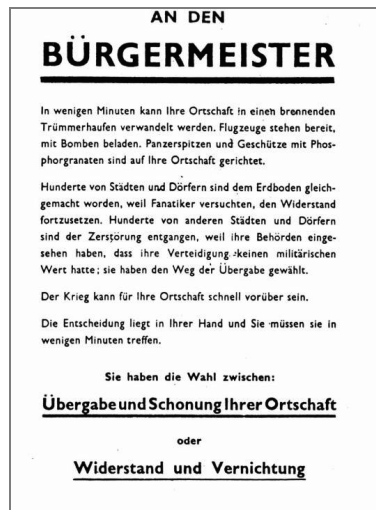 AN DEN
BÜRGERMEISTER
In wenigen Minuten kann Ihre Ortschaft in einen brennenden
Trümmerhaufen verwandelt werden. Flugzeuge stehen bereit,
mit Bomben beladen. Panzerspitzen und Geschütze mit Phos-
phorgranaten sind auf Ihre Ortschaft gerichtet.
Hunderte von Städten und Dörfern sind dem Erdboden gleich-
gemacht worden, weil Fanatiker versuchten, den Widerstand
fortzusetzen. Hunderte von anderen Städten und Dörfern
sind der Zerstörung entgangen, weil ihre Behörden einge-
sehen haben, dass ihre Verteidigung keinen militärischen
Wert hatte; sie haben den Weg der Übergabe gewählt.
Der Krieg kann für Ihre Ortschaft schnell vorüber sein.
Die Entscheidung liegt in Ihrer Hand und Sie müssen sie in
wenigen Minuten treffen.
Sie haben die Wahl zwischen:
Übergabe und Schonung Ihrer Ortschaft
oder
Widerstand und Vernichtung